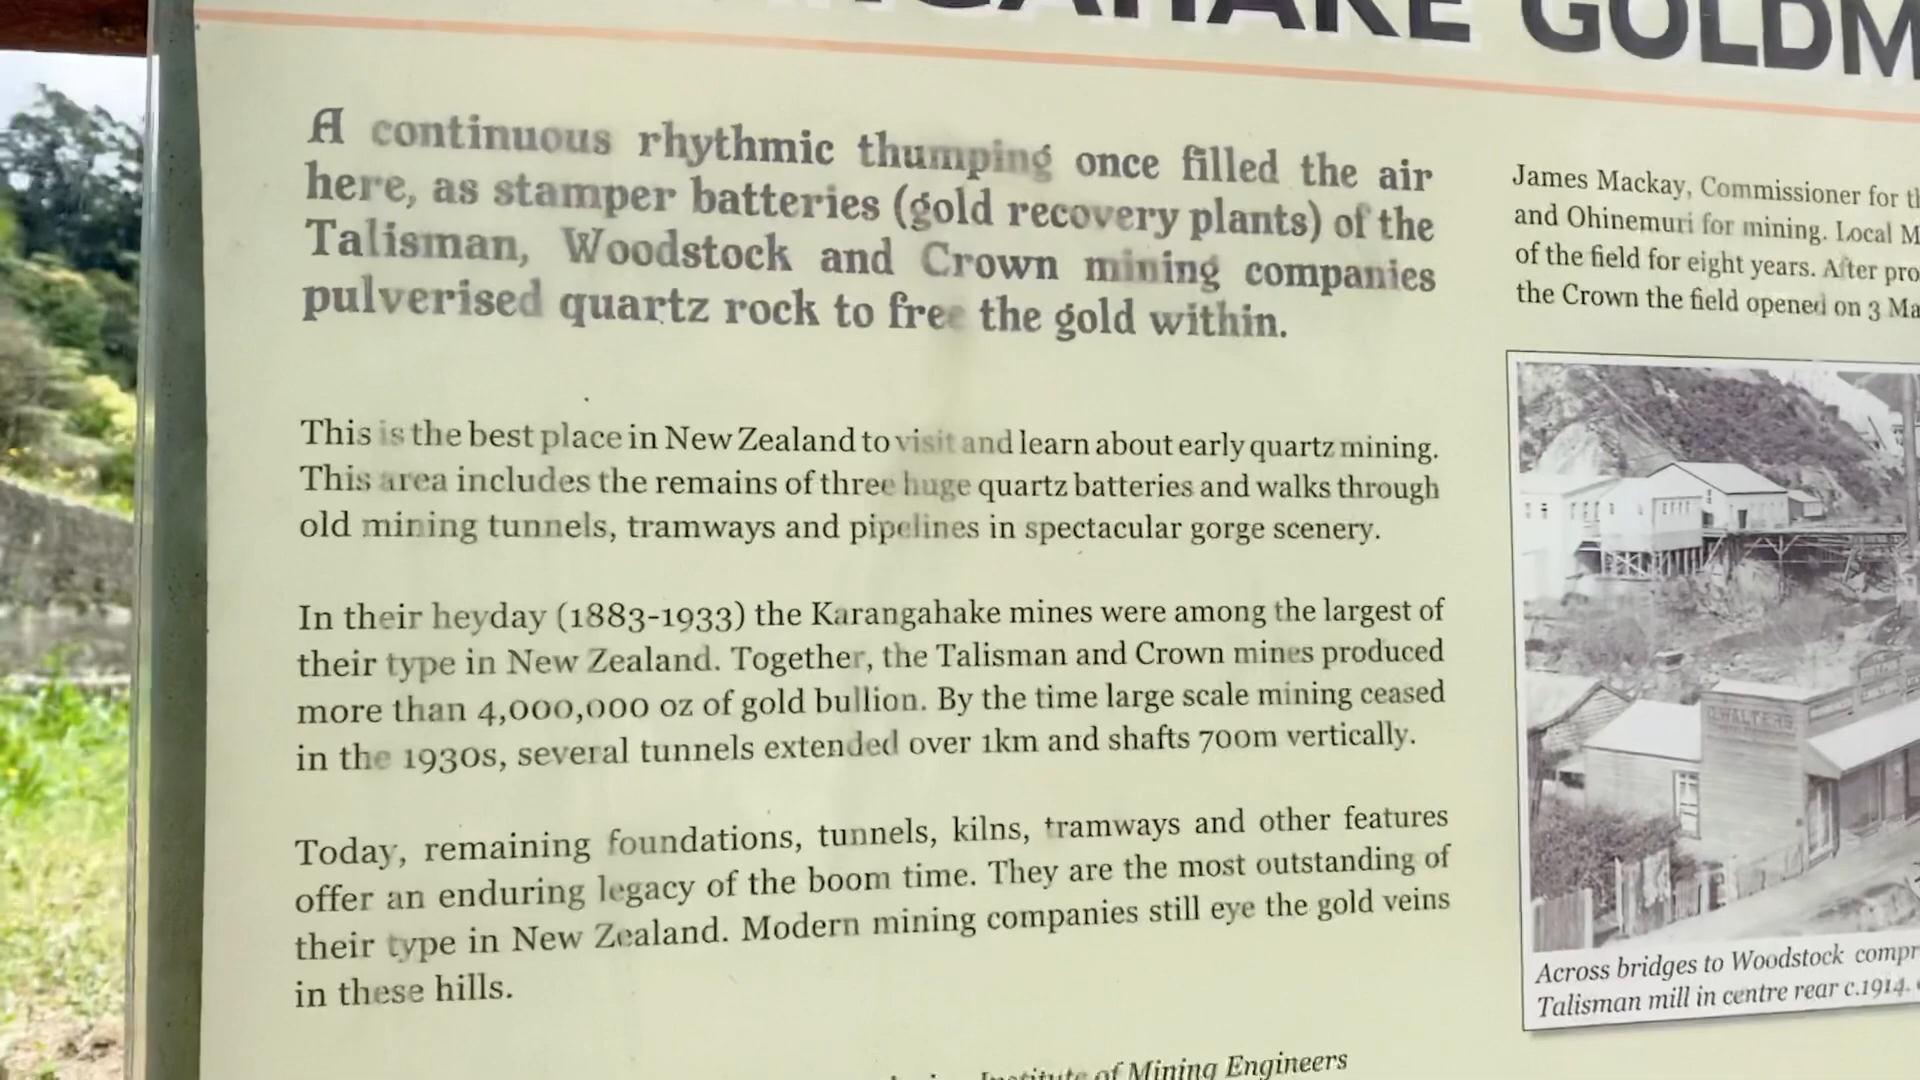 GOLDM
A continuous rhythmic thumping once filled the air
here, as stamper batteries (gold recovery plants) of the
Talisman, Woodstock and Crown mining companies
pulverised quartz rock to free the gold within.
This is the best place in New Zealand to visit and learn about early quartz mining.
This area includes the remains of three huge quartz batteries and walks through
old mining tunnels, tramways and pipelines in spectacular gorge scenery.
In their heyday (1883-1933) the Karangahake mines were among the largest of
their type in New Zealand. Together, the Talisman and Crown mines produced
more than 4,000,000 oz of gold bullion. By the time large scale mining ceased
in the 1930s, several tunnels extended over 1km and shafts 700m vertically.
Today, remaining foundations, tunnels, kilns, tramways and other features
offer an enduring legacy of the boom time. They are the most outstanding of
their type in New Zealand. Modern mining companies still eye the gold veins
in these hills.
Institute of Mining Engineers
James Mackay, Commissioner for
and Ohinemuri for mining. Local
of the field for eight years. After
the Crown the field opened on 3
Across bridges to Woodstock
Talisman mill in centre rear c.1914.